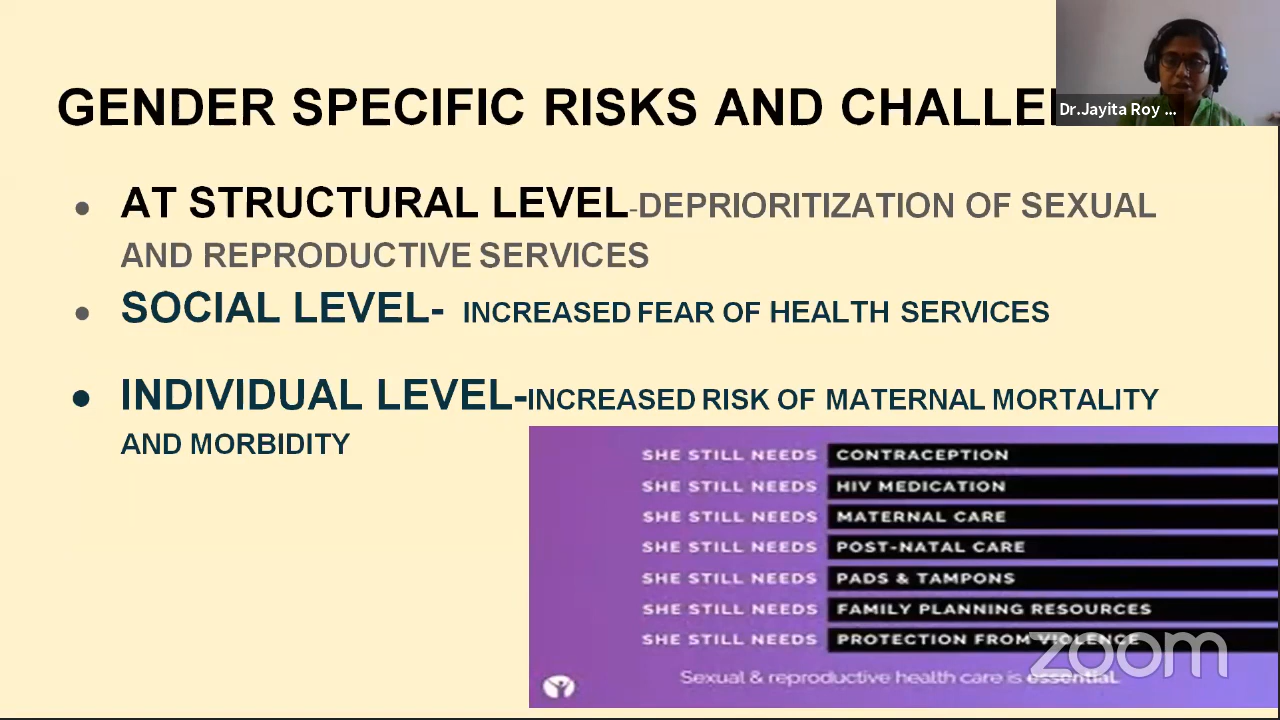 GENDER SPECIFIC RISKS AND CHALLE
Dr.Jayita Roy ...
● AT STRUCTURAL LEVEL-DEPRIORITIZATION OF SEXUAL
AND REPRODUCTIVE SERVICES
● SOCIAL LEVEL- INCREASED FEAR OF HEALTH SERVICES
● INDIVIDUAL LEVEL-INCREASED RISK OF MATERNAL MORTALITY
AND MORBIDITY
SHE STILL NEEDS CONTRACEPTION
SHE STILL NEEDS HIV MEDICATION
SHE STILL NEEDS MATERNAL CARE
SHE STILL NEEDS POST-NATAL CARE
SHE STILL NEEDS PADS & TAMPONS
SHE STILL NEEDS FAMILY PLANNING RESOURCES
SHE STILL NEEDS PROTECTION FROM VIOLENCE
zoom
Sexual & reproductive health care is essential.